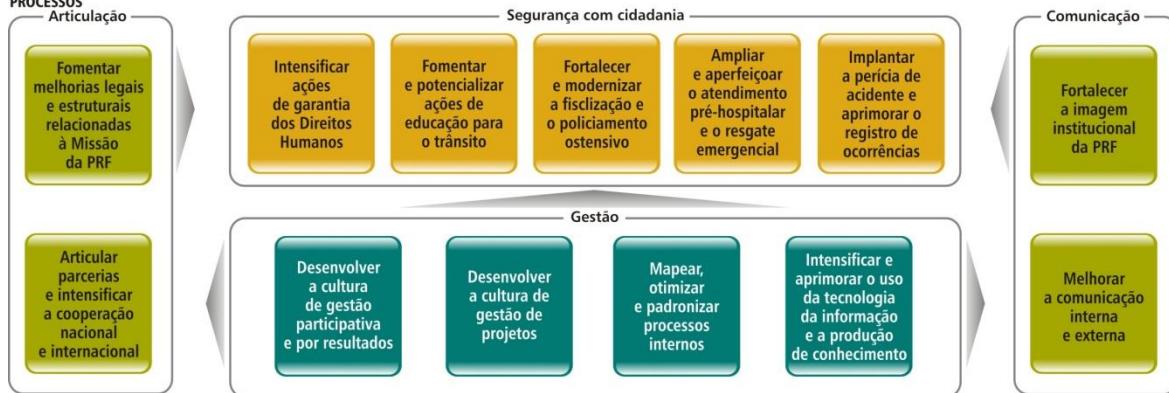 PROCESSOS
Articulação
Fomentar
melhorias legais
e estruturais
relacionadas
à Missão
da PRF
Articular
parcerias
e intensificar
a cooperação
nacional
e internacional
Segurança com cidadania
Intensificar
ações
de garantia
dos Direitos
Humanos
Fomentar
e potencializar
ações de
educação para
o trânsito
Fortalecer
e modernizar
a fisclização e
o policiamento
ostensivo
Ampliar
e aperfeiçoar
o atendimento
pré-hospitalar
e o resgate
emergencial
Implantar
a perícia de
acidente e
aprimorar o
registro de
ocorrências
Gestão
Desenvolver
a cultura
de gestão
participativa
e por resultados
Desenvolver
a cultura de
gestão de
projetos
Mapear,
otimizar
e padronizar
processos
internos
Intensificar e
aprimorar o uso
da tecnologia
da informação
e a produção
de conhecimento
Comunicação
Fortalecer
a imagem
institucional
da PRF
Melhorar
a comunicação
interna
e externa